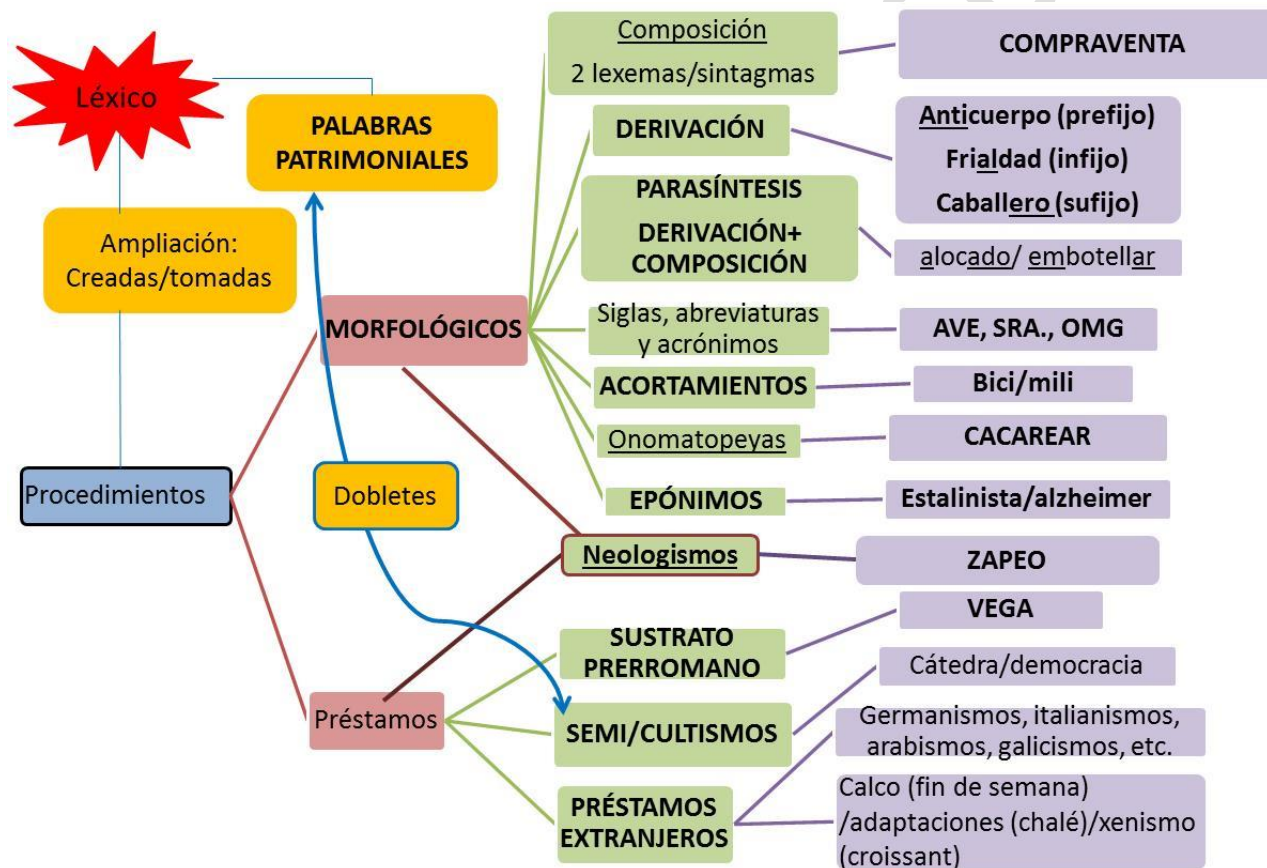 Léxico
PALABRAS
PATRIMONIALES
Ampliación:
Creadas/tomadas
Procedimientos
Dobletes
MORFOLÓGICOS
Préstamos
Composición
2 lexemas/sintagmas
COMPRAVENTA
DERIVACIÓN
Anticuerpo (prefijo)
Frialdad (infijo)
Caballero (sufijo)
PARASÍNTESIS
DERIVACIÓN+
COMPOSICIÓN
alocado/ embotellar
Siglas, abreviaturas
y acrónimos
AVE, SRA., OMG
ACORTAMIENTOS
Bici/mili
Onomatopeyas
CACAREAR
EPÓNIMOS
Estalinista/alzheimer
Neologismos
ZAPEO
SUSTRATO
PRERROMANO
VEGA
SEMI/CULTISMOS
Cátedra/democracia
PRÉSTAMOS
EXTRANJEROS
Germanismos, italianismos,
arabismos, galicismos, etc.
Calco (fin de semana)
/adaptaciones (chalé)/xenismo
(croissant)